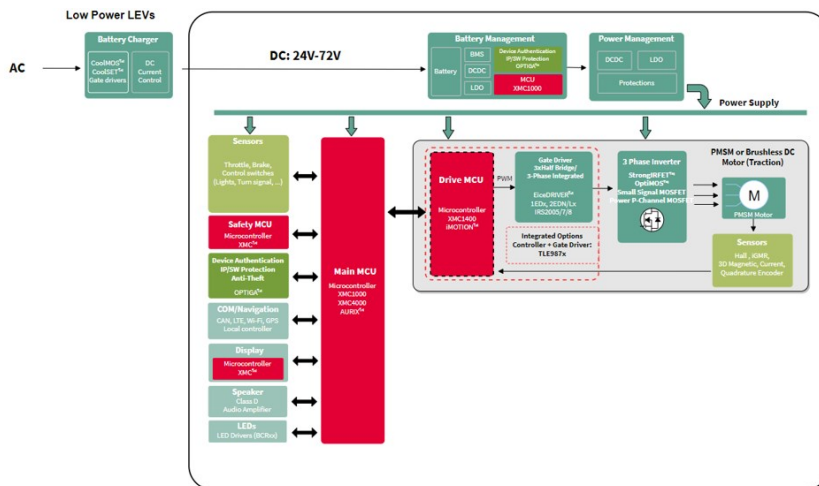 Low Power LEVs
Battery Charger
CoolMOS™
CoolSET™
Gate drivers
DC
Current
Control
AC
DC: 24V-72V
Battery Management
Battery
BMS
DCDC
LDO
Device Authentication
IP/SW Protection
OPTIGA™
MCU
XMC1000
Power Management
DCDC
LDO
Protections
Power Supply
Sensors
Throttle, Brake,
Control switches
(Lights, Turn signal, ...)
Safety MCU
Microcontroller
XMC™
Device Authentication
IP/SW Protection
Anti-Theft
OPTIGA™
COM/Navigation
CAN, LTE, Wi-Fi, GPS
Local controller
Display
Microcontroller
XMC™
Speaker
Class D
Audio Amplifier
LEDs
LED Drivers (BCRxx)
Main MCU
Microcontroller
XMC1000
XMC4000
AURIX™
Drive MCU
Microcontroller
XMC1400
iMOTION™
PWM
Gate Driver
3xHalf Bridge/
3-Phase Integrated
EiceDRIVER™
1EDx, 2EDN/Lx
IRS2005/7/8
Integrated Options
Controller + Gate Driver:
TLE987x
3 Phase Inverter
StrongIRFET™
OptiMOS™
Small Signal MOSFET
Power P-Channel MOSFET
PMSM or Brushless DC
Motor (Traction)
M
PMSM Motor
Sensors
Hall, xGMR,
3D Magnetic, Current,
Quadrature Encoder